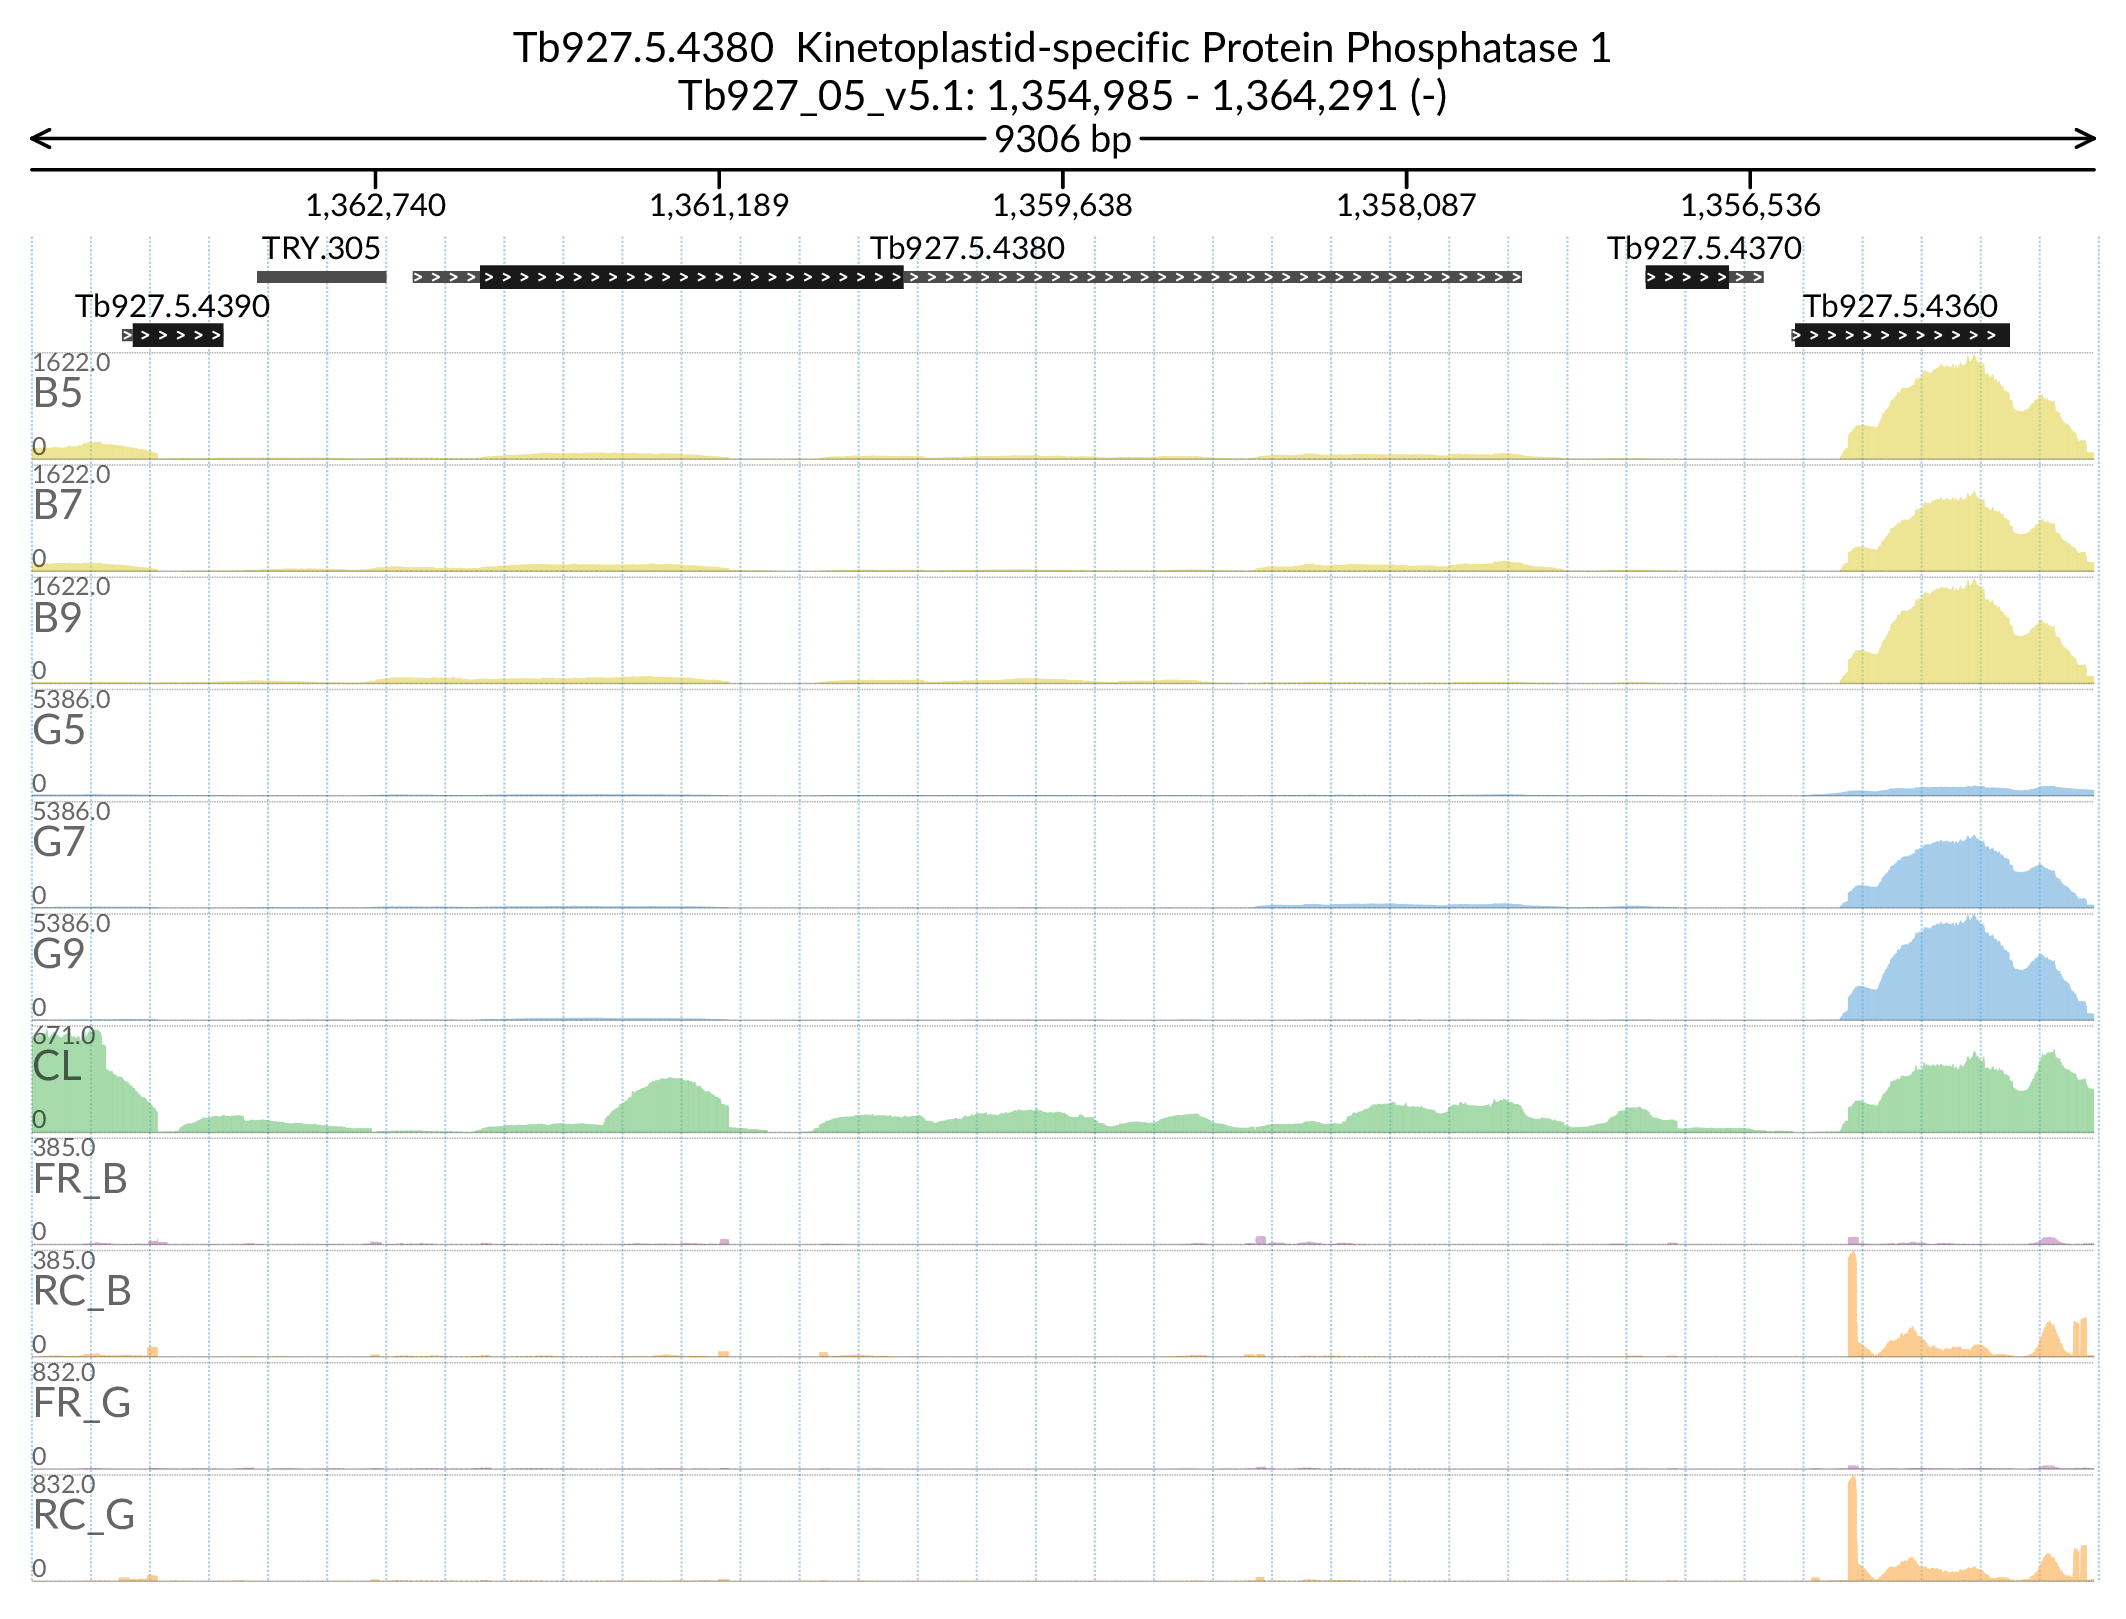 Tb927.5.4380  Kinetoplastid-specific Protein Phosphatase 1
Tb927_05_v5.1: 1,354,985 - 1,364,291 (-)
9306 bp
1,362,740 1,361,189 1,359,638 1,358,087 1,356,536
TRY.305 Tb927.5.4380 Tb927.5.4370
Tb927.5.4390 Tb927.5.4360
1622.0
B5
0
1622.0
B7
0
1622.0
B9
0
5386.0
G5
0
5386.0
G7
0
5386.0
G9
0
671.0
CL
0
385.0
FR_B
0
385.0
RC_B
0
832.0
FR_G
0
832.0
RC_G
0